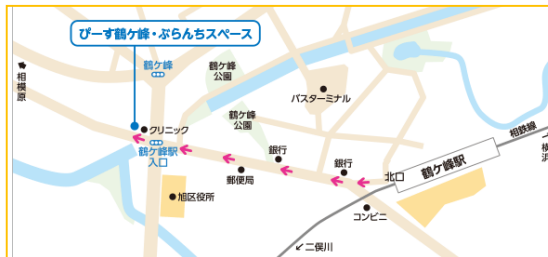 ぴーす鶴ケ峰・ぶらんちスペース
相模原
鶴ケ峰
鶴ケ峰
公園
バスターミナル
クリニック
鶴ケ峰
公園
鶴ケ峰駅
入口
銀行
銀行
郵便局
旭区役所
北口
鶴ケ峰駅
相鉄線
横浜
コンビニ
二俣川